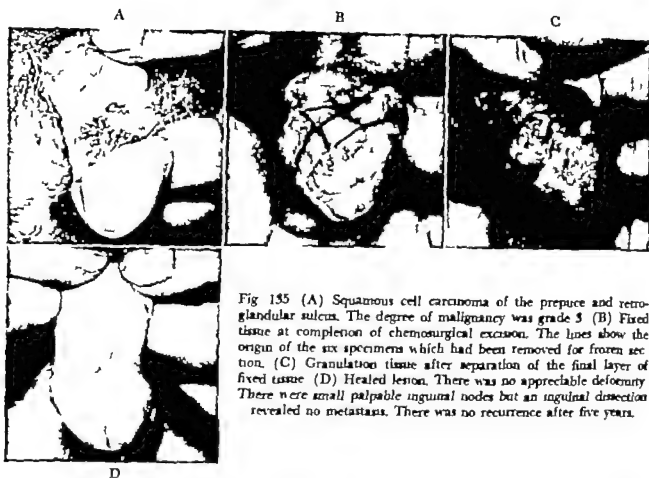 A
B
C
Fig 135 (A) Squamous cell carcinoma of the prepuce and retro-
glandular sulcus. The degree of malignancy was grade 3 (B) Fixed
tissue at completion of chemosurgical excision. The lines show the
origin of the six specimens which had been removed for frozen sec
tion. (C) Granulation tissue after separation of the final layer of
fixed tissue (D) Healed lesion. There was no appreciable deformity
There were small palpable inguinal nodes but an inguinal dissection
revealed no metastasis. There was no recurrence after five years.
D